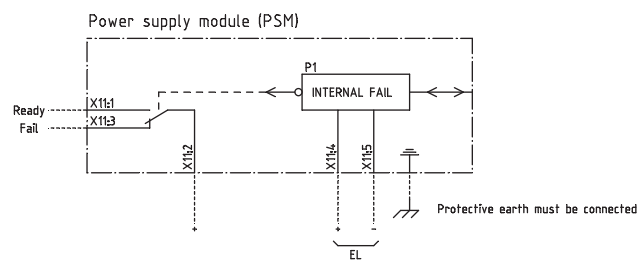 Power supply module (PSM)
P1
INTERNAL FAIL
Ready
X11:1
Fail
X11:3
X11:2
X11:4
X11:5
Protective earth must be connected
+
+
-
EL